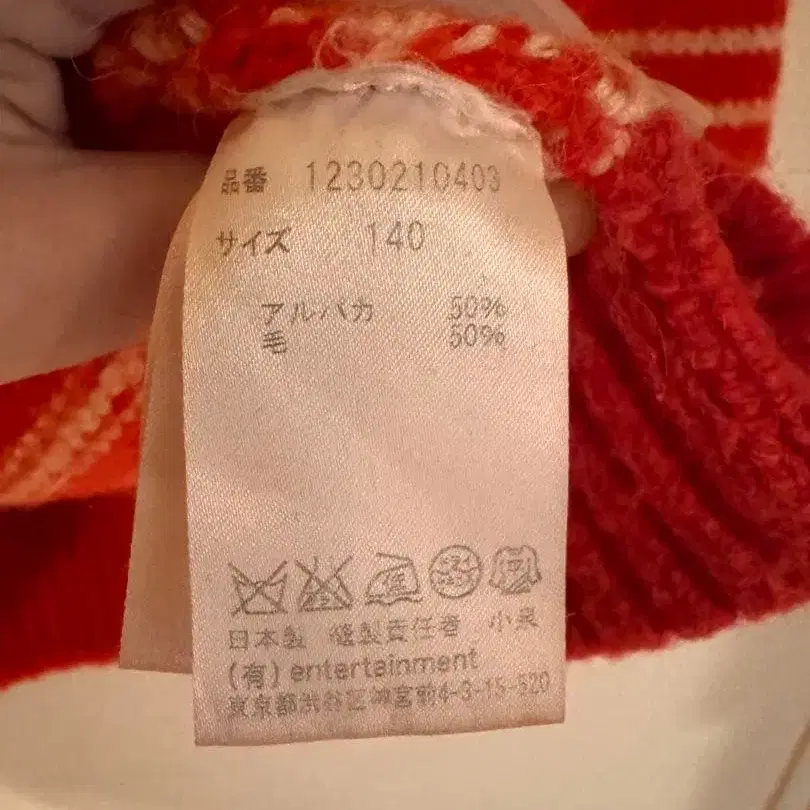 品番 1230210403
サイズ 140
アルパカ 50%
毛 50%
日本製 縫製責任者 小泉
(有) entertainment
東京都渋谷区神宮前4-3-15-520